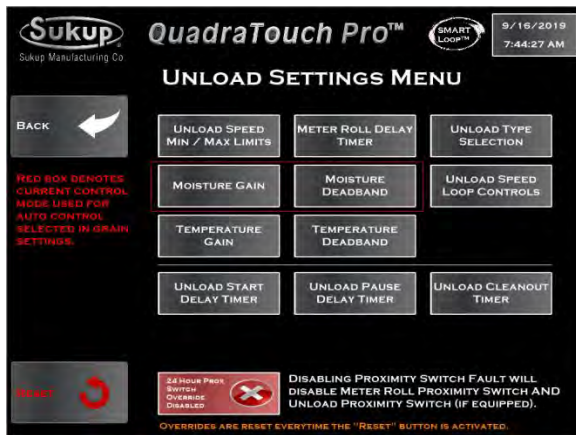 Sukup
Sukup Manufacturing Co
QuadraTouch Pro™
SMART
LOOP™
9/16/2019
7:44:27 AM
UNLOAD SETTINGS MENU
BACK
RED BOX DENOTES
CURRENT CONTROL
MODE USED FOR
AUTO CONTROL
SELECTED IN GRAIN
SETTINGS.
UNLOAD SPEED
MIN / MAX LIMITS
METER ROLL DELAY
TIMER
UNLOAD TYPE
SELECTION
MOISTURE GAIN
MOISTURE
DEADBAND
UNLOAD SPEED
LOOP CONTROLS
TEMPERATURE
GAIN
TEMPERATURE
DEADBAND
UNLOAD START
DELAY TIMER
UNLOAD PAUSE
DELAY TIMER
UNLOAD CLEANOUT
TIMER
RESET
24 HOUR PROX
SWITCH
OVERRIDE
DISABLED
DISABLING PROXIMITY SWITCH FAULT WILL
DISABLE METER ROLL PROXIMITY SWITCH AND
UNLOAD PROXIMITY SWITCH (IF EQUIPPED).
OVERRIDES ARE RESET EVERYTIME THE "RESET" BUTTON IS ACTIVATED.